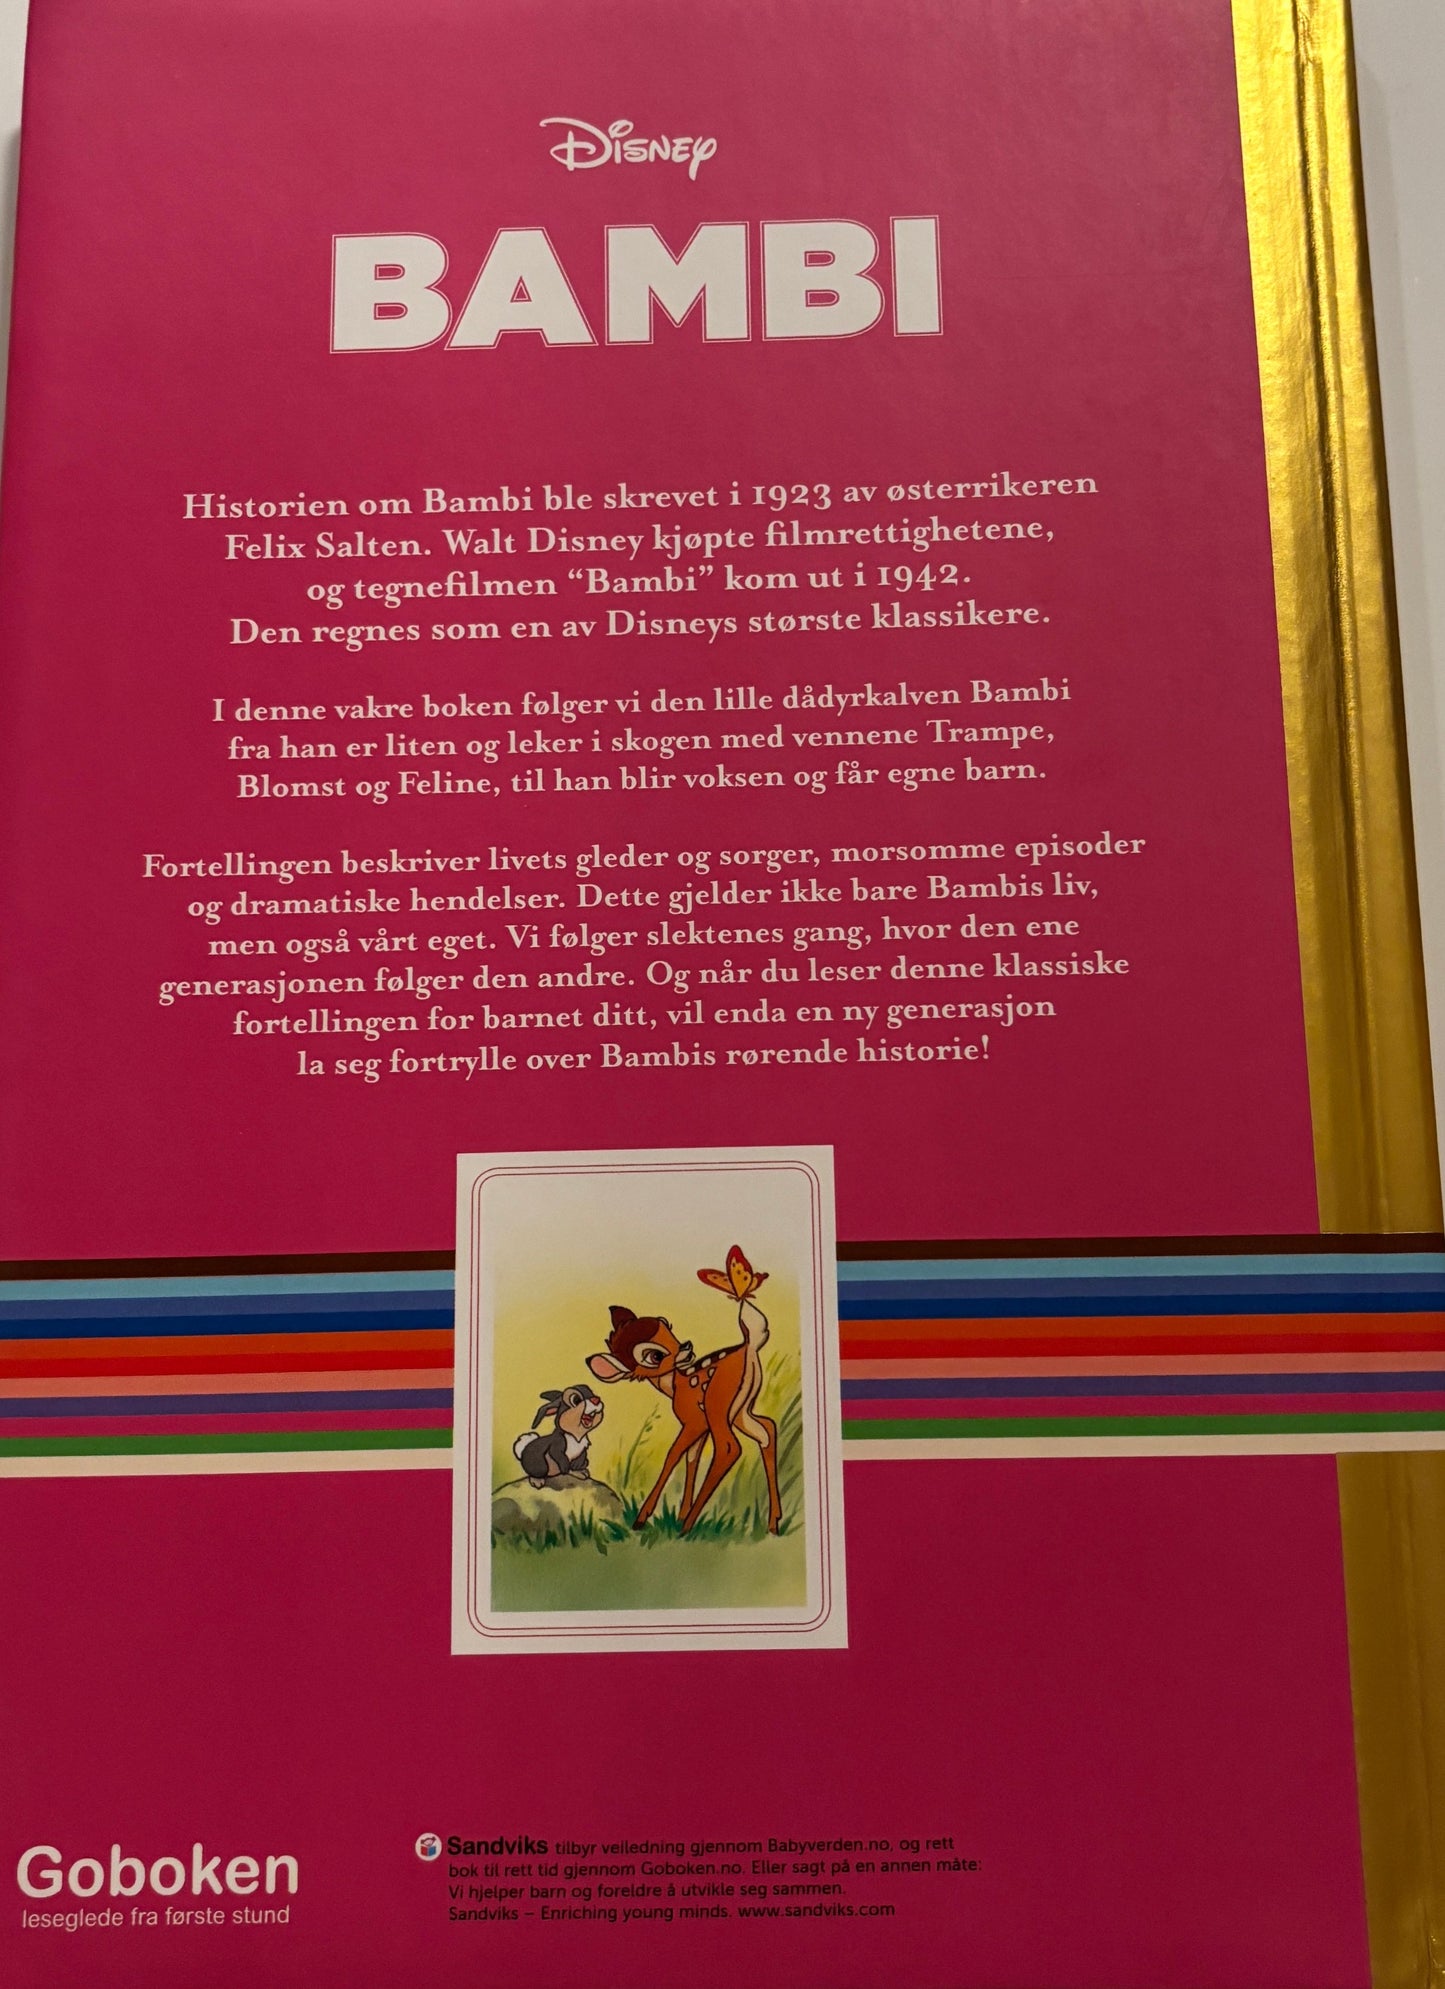 Disney
BAMBI
Historien om Bambi ble skrevet i 1923 av østerrikeren
Felix Salten. Walt Disney kjøpte filmrettighetene,
og tegnefilmen “Bambi” kom ut i 1942.
Den regnes som en av Disneys største klassikere.
I denne vakre boken følger vi den lille dådyrkalven Bambi
fra han er liten og leker i skogen med vennene Trampe,
Blomst og Feline, til han blir voksen og får egne barn.
Fortellingen beskriver livets gleder og sorger, morsomme episoder
og dramatiske hendelser. Dette gjelder ikke bare Bambis liv,
men også vårt eget. Vi følger slektenes gang, hvor den ene
generasjonen følger den andre. Og når du leser denne klassiske
fortellingen for barnet ditt, vil enda en ny generasjon
la seg fortrylle over Bambis rørende historie!
Goboken
leseglede fra første stund
Sandviks tilbyr veiledning gjennom Babyverden.no, og rett
bok til rett tid gjennom Goboken.no. Eller sagt på en annen måte:
Vi hjelper barn og foreldre å utvikle seg sammen.
Sandviks – Enriching young minds. www.sandviks.com